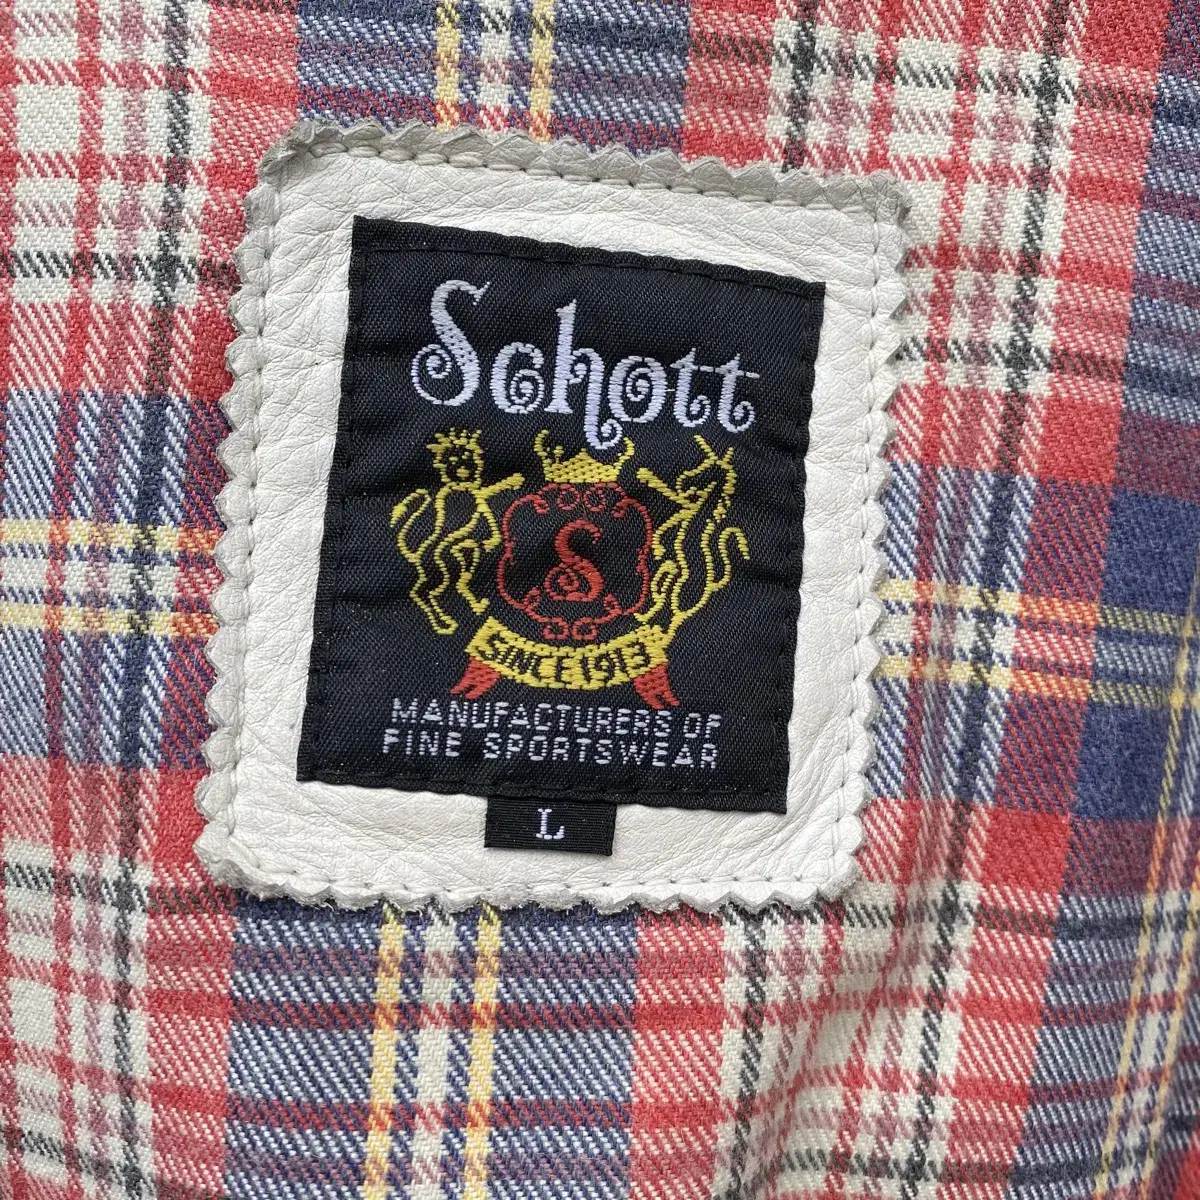 Schott
S
SINCE 1913
MANUFACTURERS OF
FINE SPORTSWEAR
L